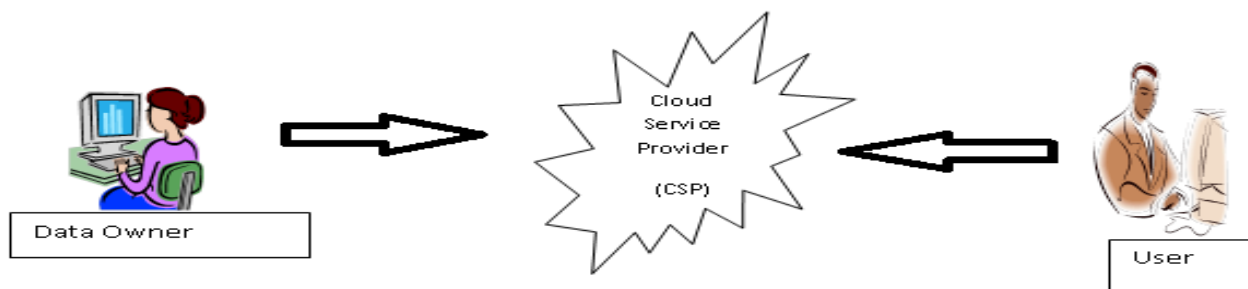 Cloud
Service
Provider
(CSP)
Data Owner
User